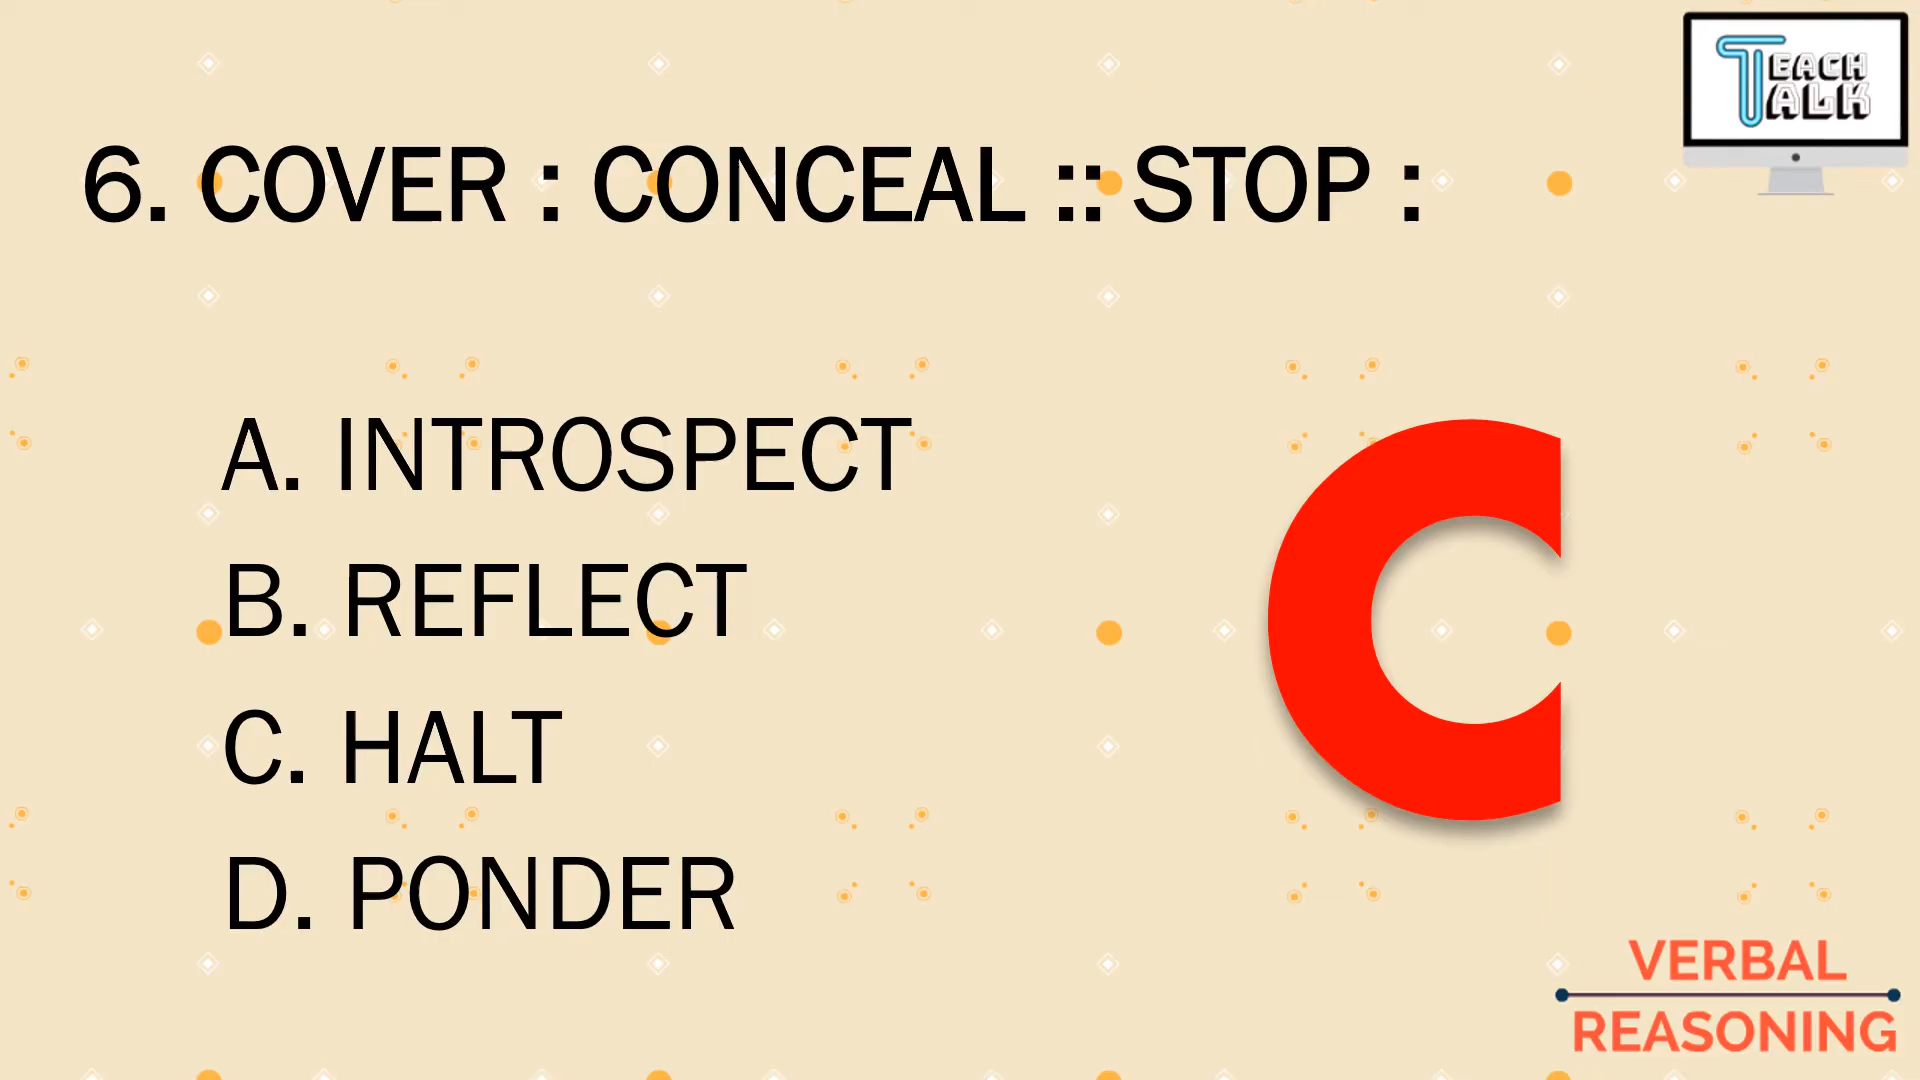 TEACH
TALK
6. COVER : CONCEAL :: STOP :
A. INTROSPECT
B. REFLECT
C. HALT
D. PONDER
C
VERBAL
REASONING